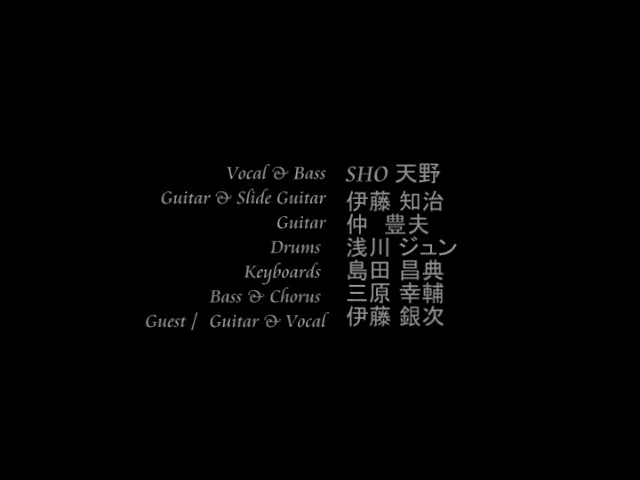 Vocal & Bass SHO 天野
Guitar & Slide Guitar 伊藤 知治
Guitar 仲 豊夫
Drums 浅川 ジュン
Keyboards 島田 昌典
Bass & Chorus 三原 幸輔
Guest / Guitar & Vocal 伊藤 銀次